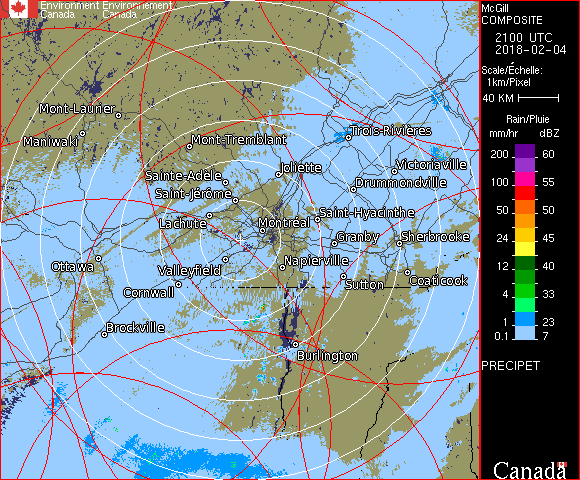 Environment Environnement
Canada Canada
McGill
COMPOSITE
2100 UTC
2018-02-04
Scale/Échelle:
1km/Pixel
40 KM
Rain/Pluie
mm/hr dBZ
200 60
100 55
50 50
24 45
12 40
4 33
1 23
0.1 7
PRECIPET
Canada
Mont-Laurier
Maniwaki
Mont-Tremblant
Trois-Rivières
Joliette
Victoriaville
Sainte-Adèle
Drummondville
Saint-Jérôme
Lachute
Saint-Hyacinthe
Montréal
Granby
Sherbrooke
Ottawa
Valleyfield
Napierville
Cornwall
Sutton
Coaticook
Brockville
Burlington